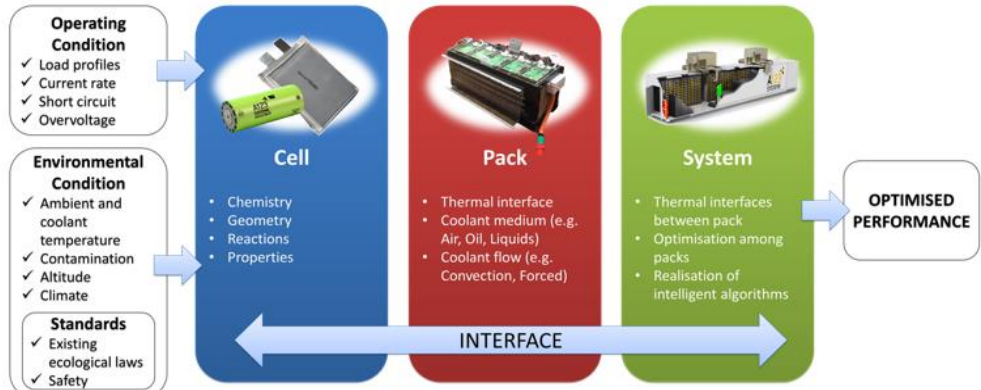 Operating
Condition
✓ Load profiles
✓ Current rate
✓ Short circuit
✓ Overvoltage
Environmental
Condition
✓ Ambient and
coolant
temperature
✓ Contamination
✓ Altitude
✓ Climate
Standards
✓ Existing
ecological laws
✓ Safety
Cell
• Chemistry
• Geometry
• Reactions
• Properties
Pack
• Thermal interface
• Coolant medium (e.g.
Air, Oil, Liquids)
• Coolant flow (e.g.
Convection, Forced)
System
• Thermal interfaces
between pack
• Optimisation among
packs
• Realisation of
intelligent algorithms
INTERFACE
OPTIMISED
PERFORMANCE